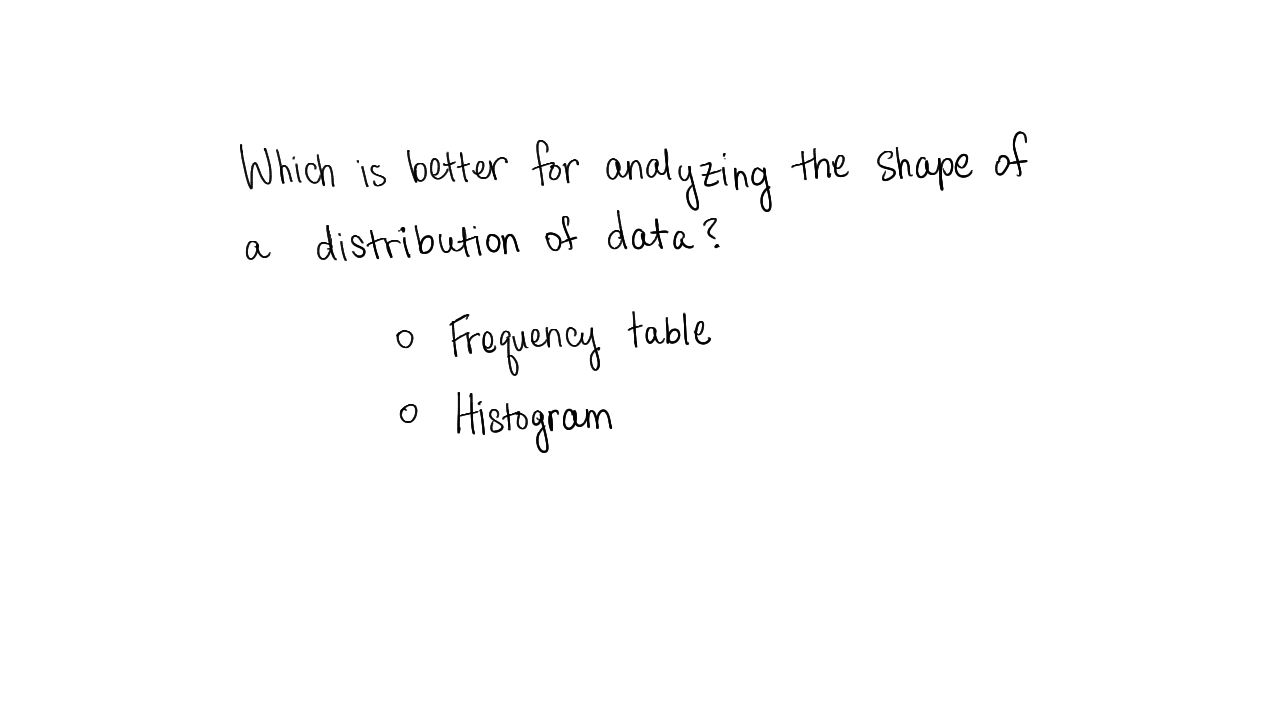 Which is better for analyzing the shape of
a distribution of data?
○ Frequency table
○ Histogram